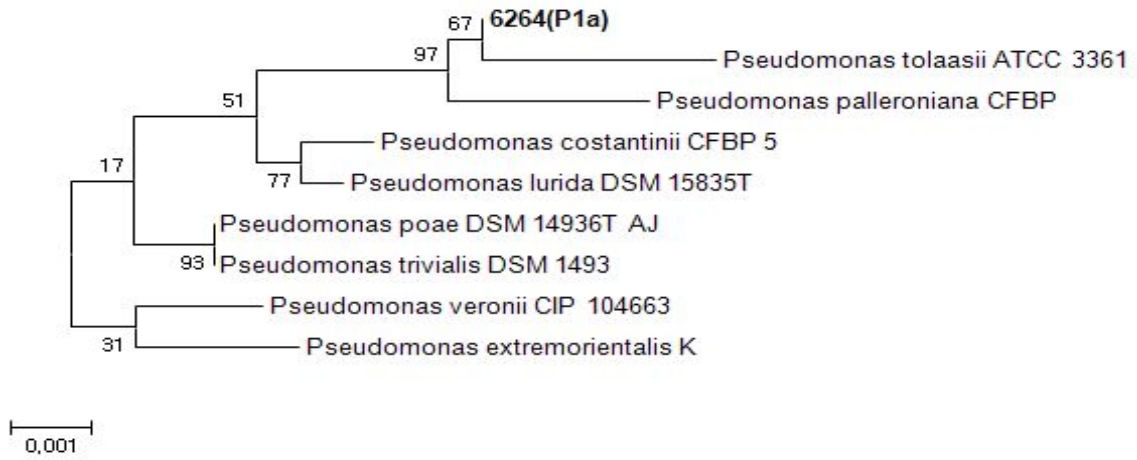 67 6264(P1a)
97 Pseudomonas tolaasii ATCC 3361
51 Pseudomonas palleroniana CFBP
Pseudomonas costantinii CFBP 5
17
77 Pseudomonas lurida DSM 15835T
Pseudomonas poae DSM 14936T AJ
93 Pseudomonas trivialis DSM 1493
Pseudomonas veronii CIP 104663
31 Pseudomonas extremorientalis K
0,001